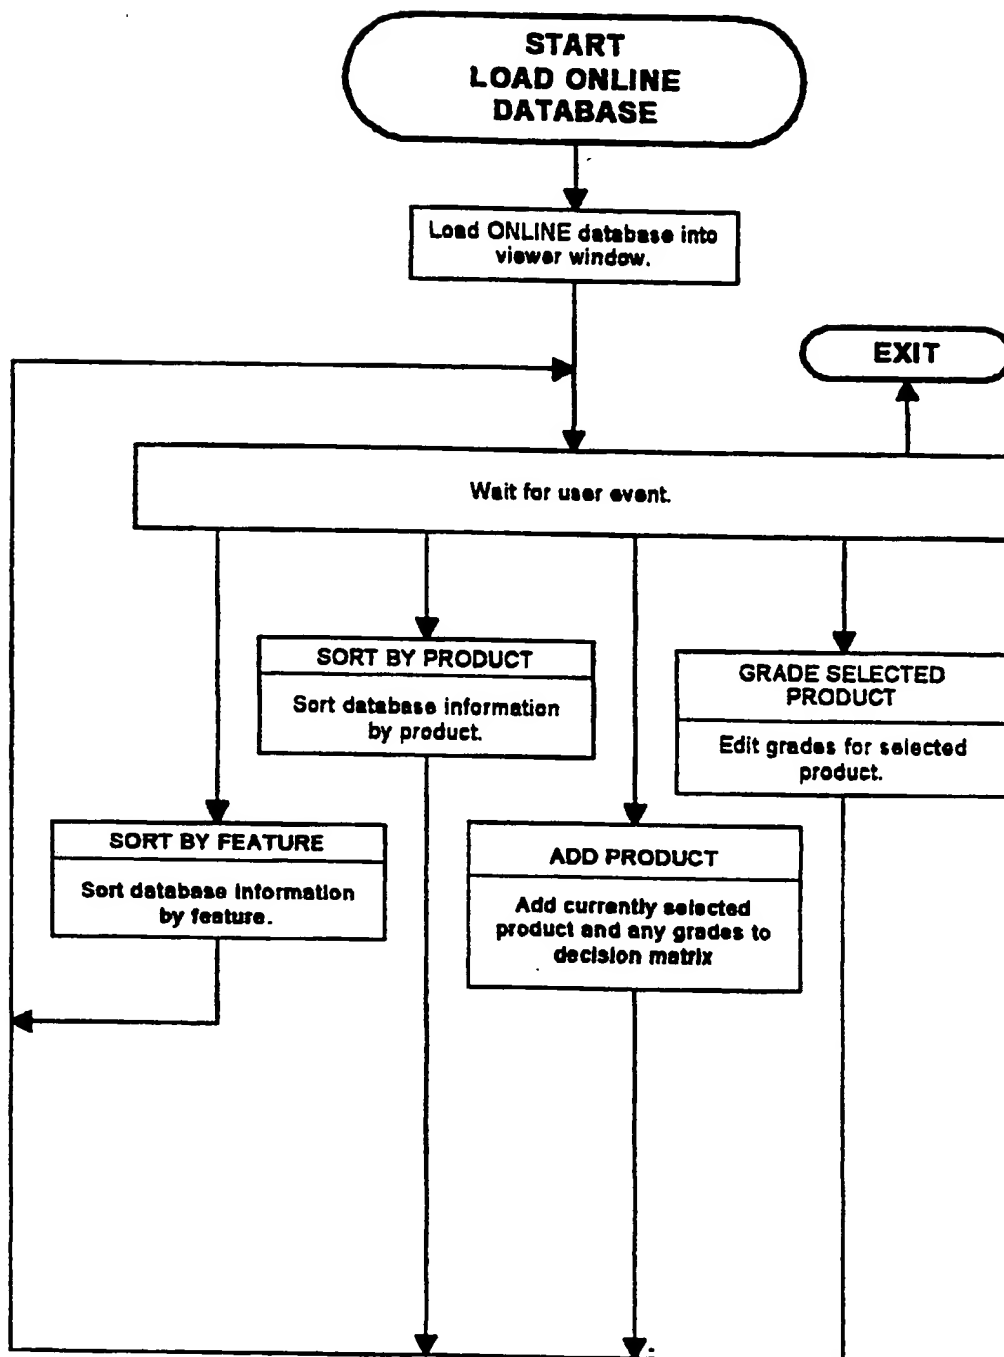 START
LOAD ONLINE
DATABASE
Load ONLINE database into
viewer window.
EXIT
Wait for user event.
SORT BY PRODUCT
Sort database information
by product.
GRADE SELECTED
PRODUCT
Edit grades for selected
product.
SORT BY FEATURE
Sort database information
by feature.
ADD PRODUCT
Add currently selected
product and any grades to
decision matrix